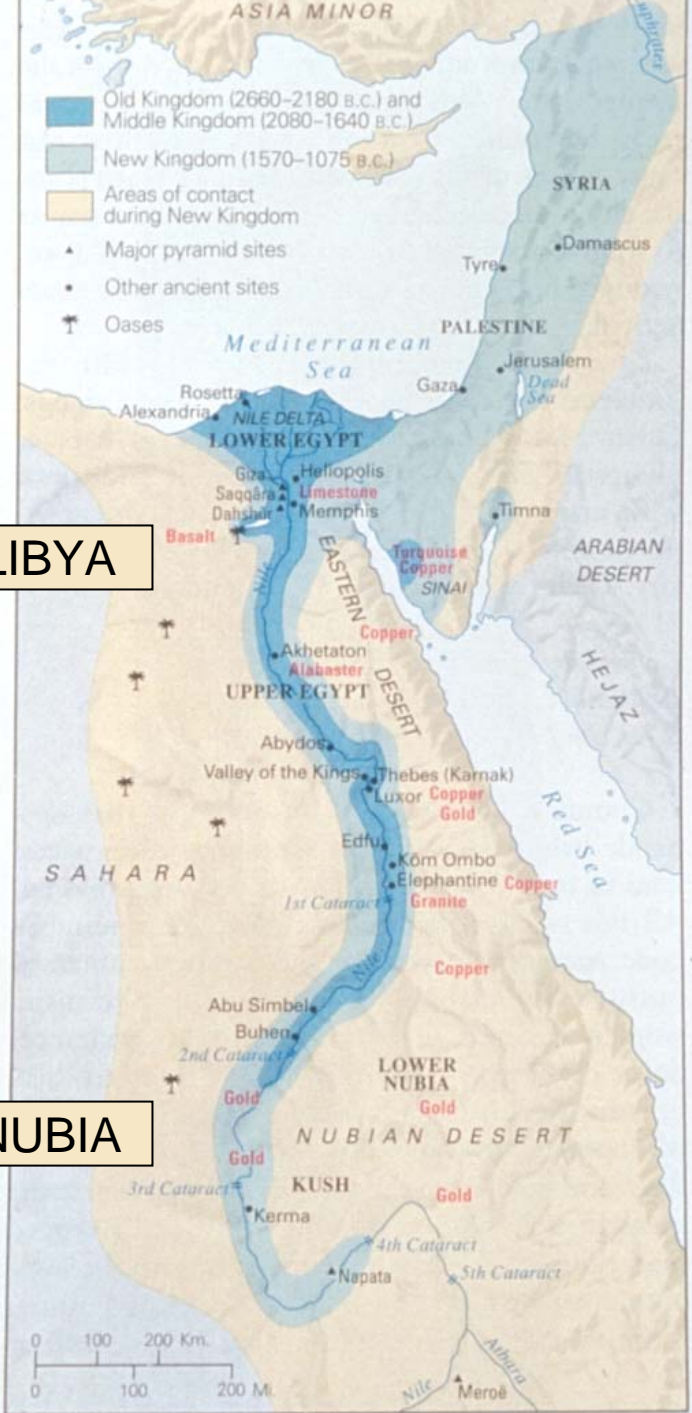 ASIA MINOR
Euphrates
Old Kingdom (2660–2180 B.C.) and
Middle Kingdom (2080–1640 B.C.)
New Kingdom (1570–1075 B.C.)
Areas of contact
during New Kingdom
Major pyramid sites
Other ancient sites
Oases
SYRIA
Damascus
Tyre
PALESTINE
Mediterranean
Sea
Jerusalem
Gaza
Dead
Sea
Rosetta
Alexandria
NILE DELTA
LOWER EGYPT
Giza
Heliopolis
Saqqâra
Limestone
Dahshûr
Memphis
Timna
Basalt
LIBYA
Turquoise
Copper
SINAI
ARABIAN
DESERT
Nile
EASTERN
DESERT
Copper
Akhetaton
Alabaster
UPPER EGYPT
HEJAZ
Abydos
Valley of the Kings
Thebes (Karnak)
Luxor
Copper
Gold
Red Sea
Edfu
Kôm Ombo
SAHARA
Elephantine
Copper
1st Cataract
Granite
Nile
Copper
Abu Simbel
Buhen
2nd Cataract
LOWER
NUBIA
Gold
Gold
NUBIA
NUBIAN DESERT
Gold
3rd Cataract
KUSH
Gold
Kerma
4th Cataract
Napata
5th Cataract
0 100 200 Km.
0 100 200 Mi.
Atbara
Nile
Meroë